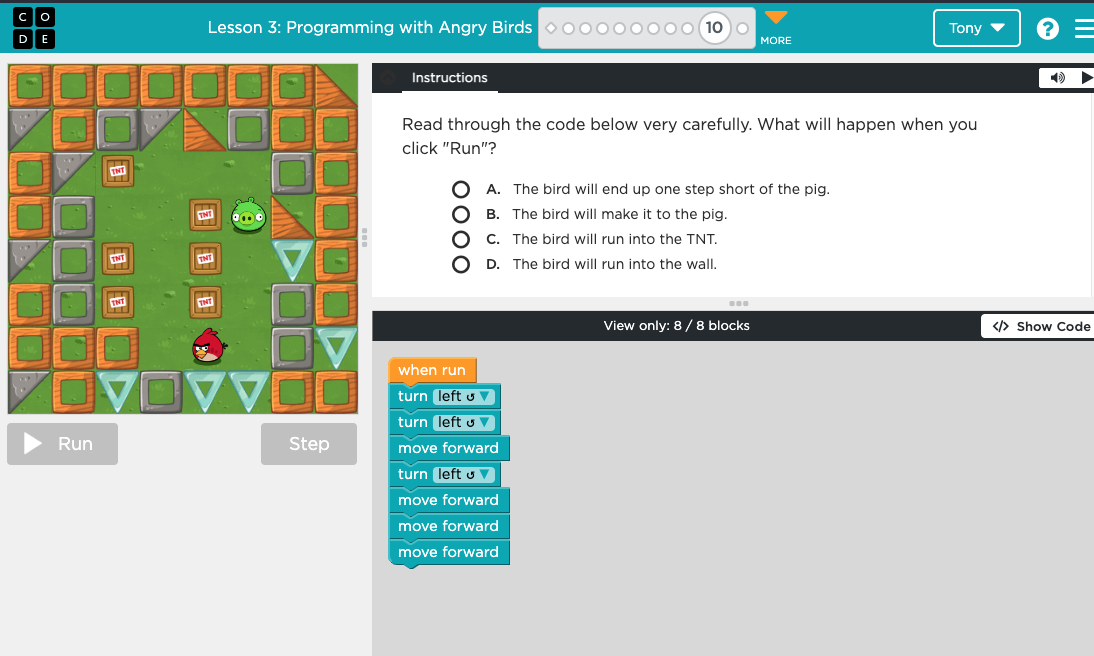 C O
D E
Lesson 3: Programming with Angry Birds
10
MORE
Tony
?
Instructions
Read through the code below very carefully. What will happen when you
click "Run"?
A. The bird will end up one step short of the pig.
B. The bird will make it to the pig.
C. The bird will run into the TNT.
D. The bird will run into the wall.
TNT
TNT
TNT
TNT
TNT
TNT
Run
Step
View only: 8 / 8 blocks
</> Show Code
when run
turn left ↺ ▼
turn left ↺ ▼
move forward
turn left ↺ ▼
move forward
move forward
move forward